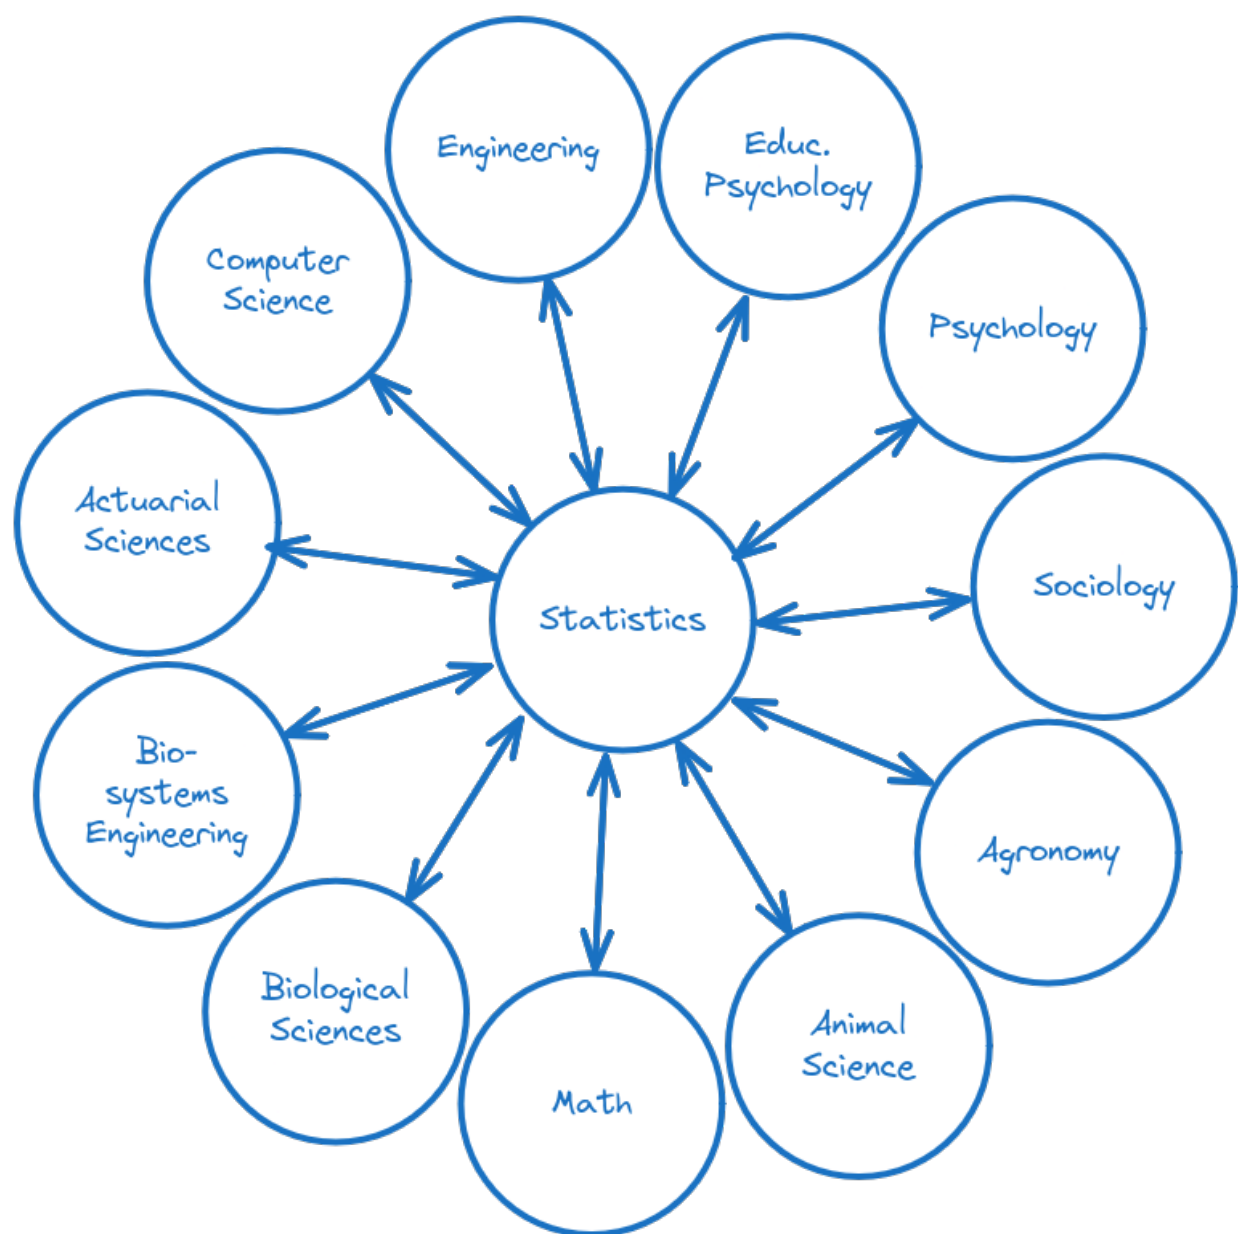 Engineering
Educ.
Psychology
Computer
Science
Psychology
Actuarial
Sciences
Statistics
Sociology
Bio-
systems
Engineering
Agronomy
Biological
Sciences
Animal
Science
Math